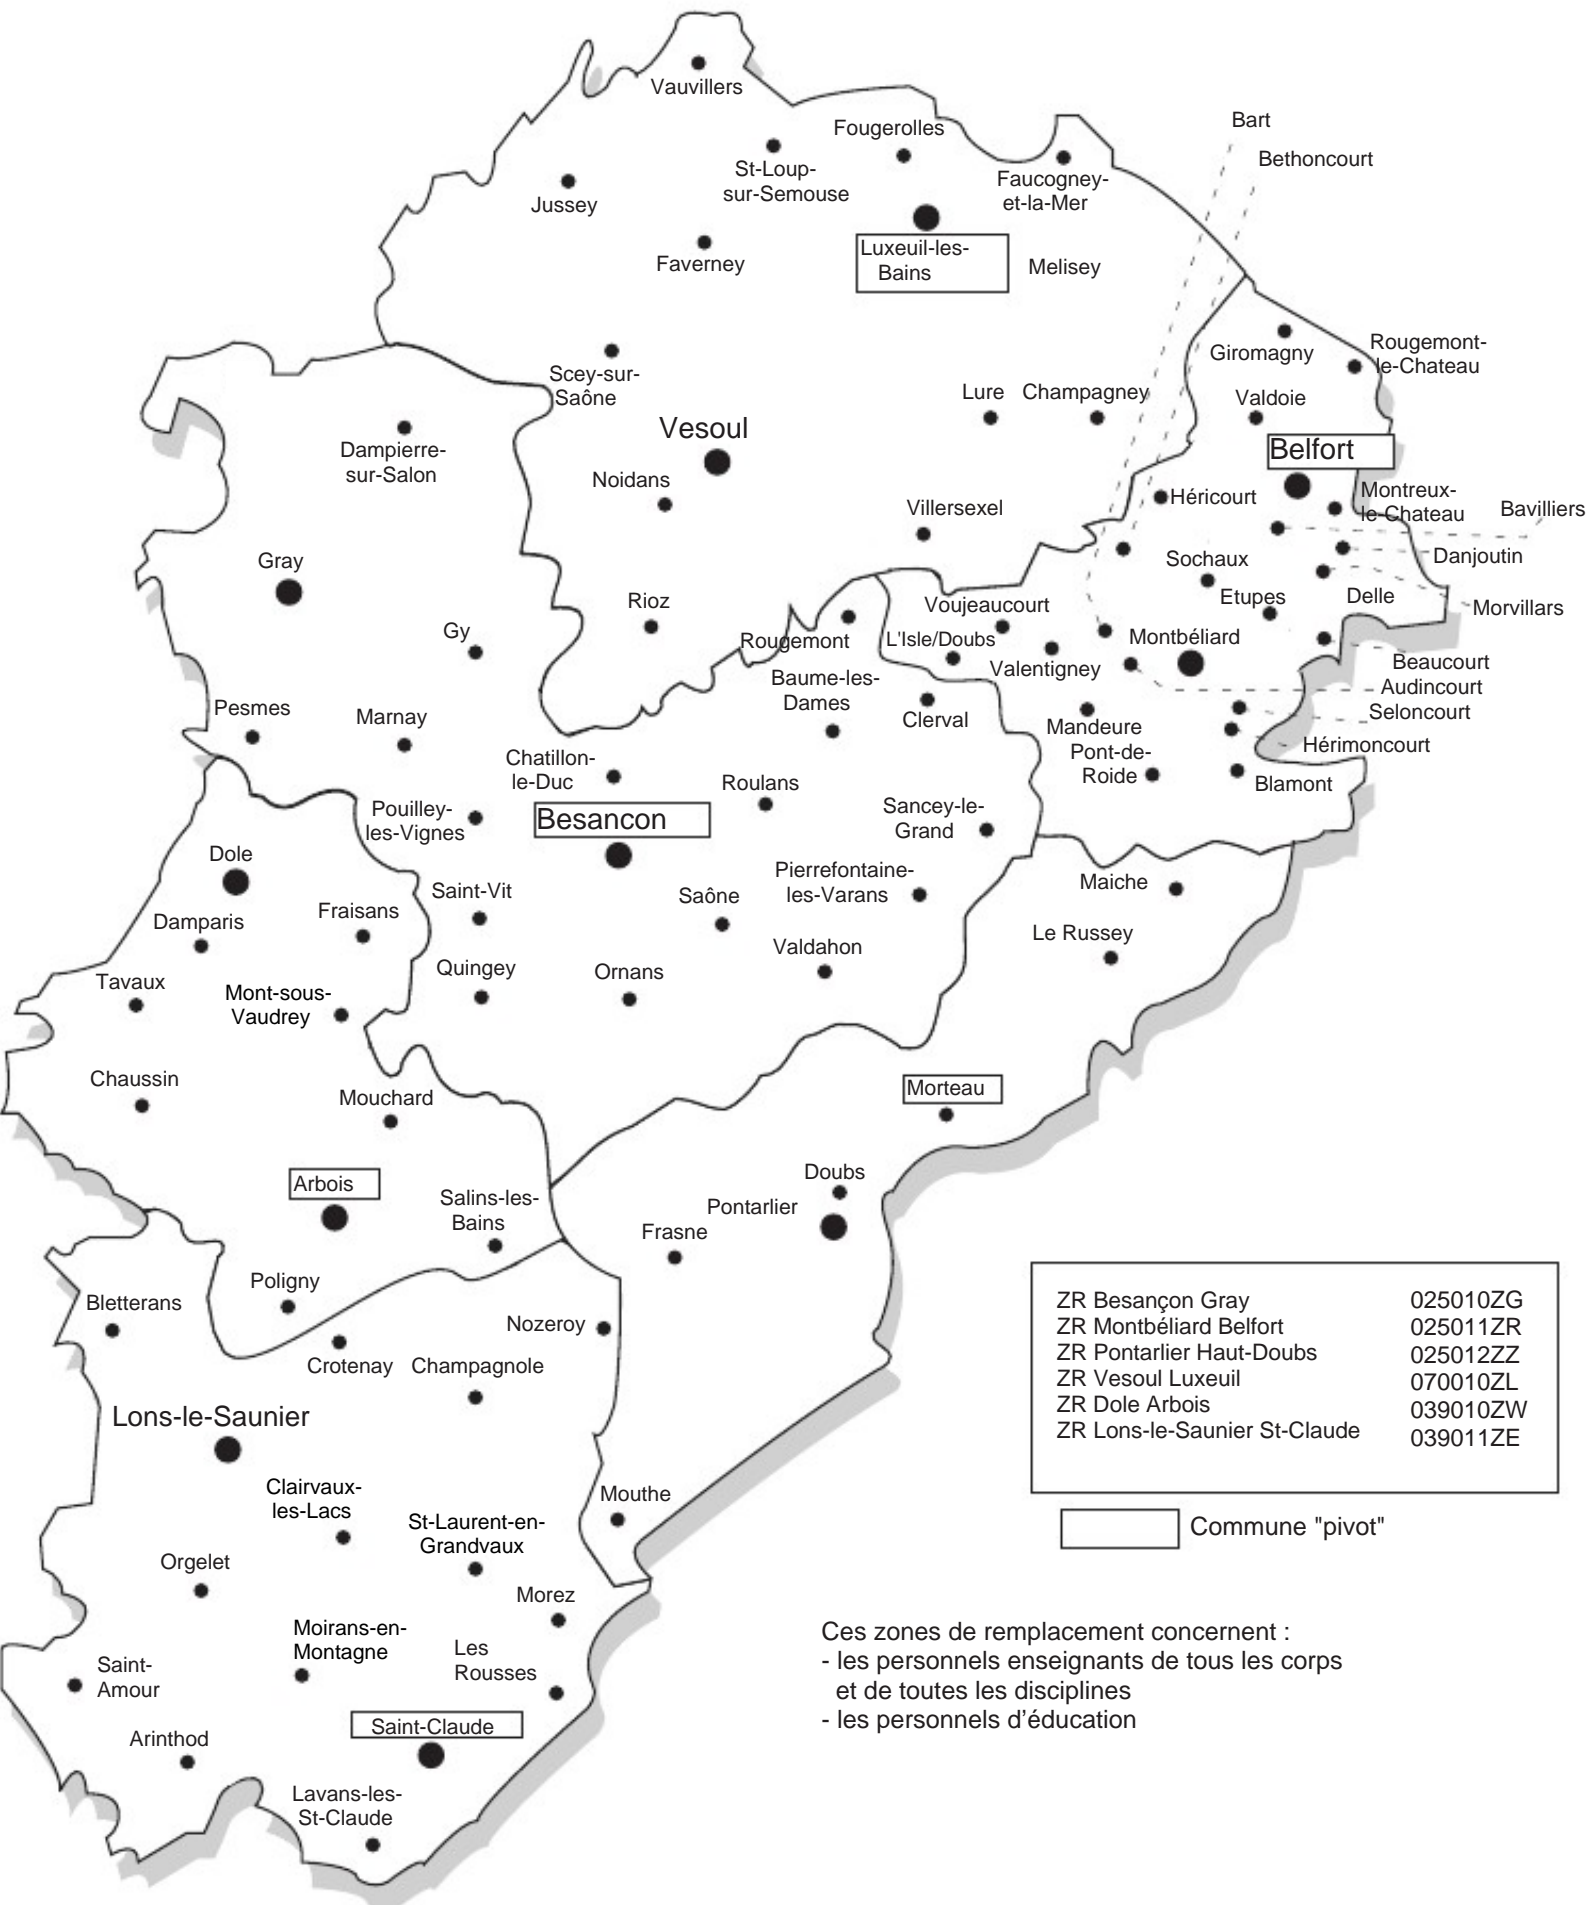 Vauvillers
Bart
Fougerolles
Bethoncourt
St-Loup-
sur-Semouse
Faucogney-
et-la-Mer
Jussey
Luxeuil-les-
Bains
Faverney
Melisey
Giromagny
Rougemont-
le-Chateau
Scey-sur-
Saône
Lure
Champagney
Valdoie
Vesoul
Belfort
Dampierre-
sur-Salon
Noidans
Héricourt
Montreux-
le-Chateau
Villersexel
Bavilliers
Gray
Sochaux
Danjoutin
Rioz
Voujeaucourt
Etupes
Delle
Morvillars
Gy
Rougemont
L'Isle/Doubs
Montbéliard
Valentigney
Beaucourt
Baume-les-
Dames
Audincourt
Pesmes
Marnay
Clerval
Seloncourt
Mandeure
Hérimoncourt
Chatillon-
le-Duc
Pont-de-
Roide
Roulans
Blamont
Pouilley-
les-Vignes
Besancon
Sancey-le-
Grand
Dole
Pierrefontaine-
les-Varans
Maiche
Saint-Vit
Saône
Damparis
Fraisans
Le Russey
Valdahon
Quingey
Ornans
Tavaux
Mont-sous-
Vaudrey
Chaussin
Mouchard
Morteau
Arbois
Doubs
Salins-les-
Bains
Pontarlier
Frasne
Poligny
Bletterans
Nozeroy
ZR Besançon Gray 025010ZG
ZR Montbéliard Belfort 025011ZR
ZR Pontarlier Haut-Doubs 025012ZZ
ZR Vesoul Luxeuil 070010ZL
ZR Dole Arbois 039010ZW
ZR Lons-le-Saunier St-Claude 039011ZE
Crotenay
Champagnole
Lons-le-Saunier
Clairvaux-
les-Lacs
Mouthe
St-Laurent-en-
Grandvaux
Commune "pivot"
Orgelet
Morez
Moirans-en-
Montagne
Les
Rousses
Ces zones de remplacement concernent :
- les personnels enseignants de tous les corps
et de toutes les disciplines
- les personnels d'éducation
Saint-
Amour
Saint-Claude
Arinthod
Lavans-les-
St-Claude